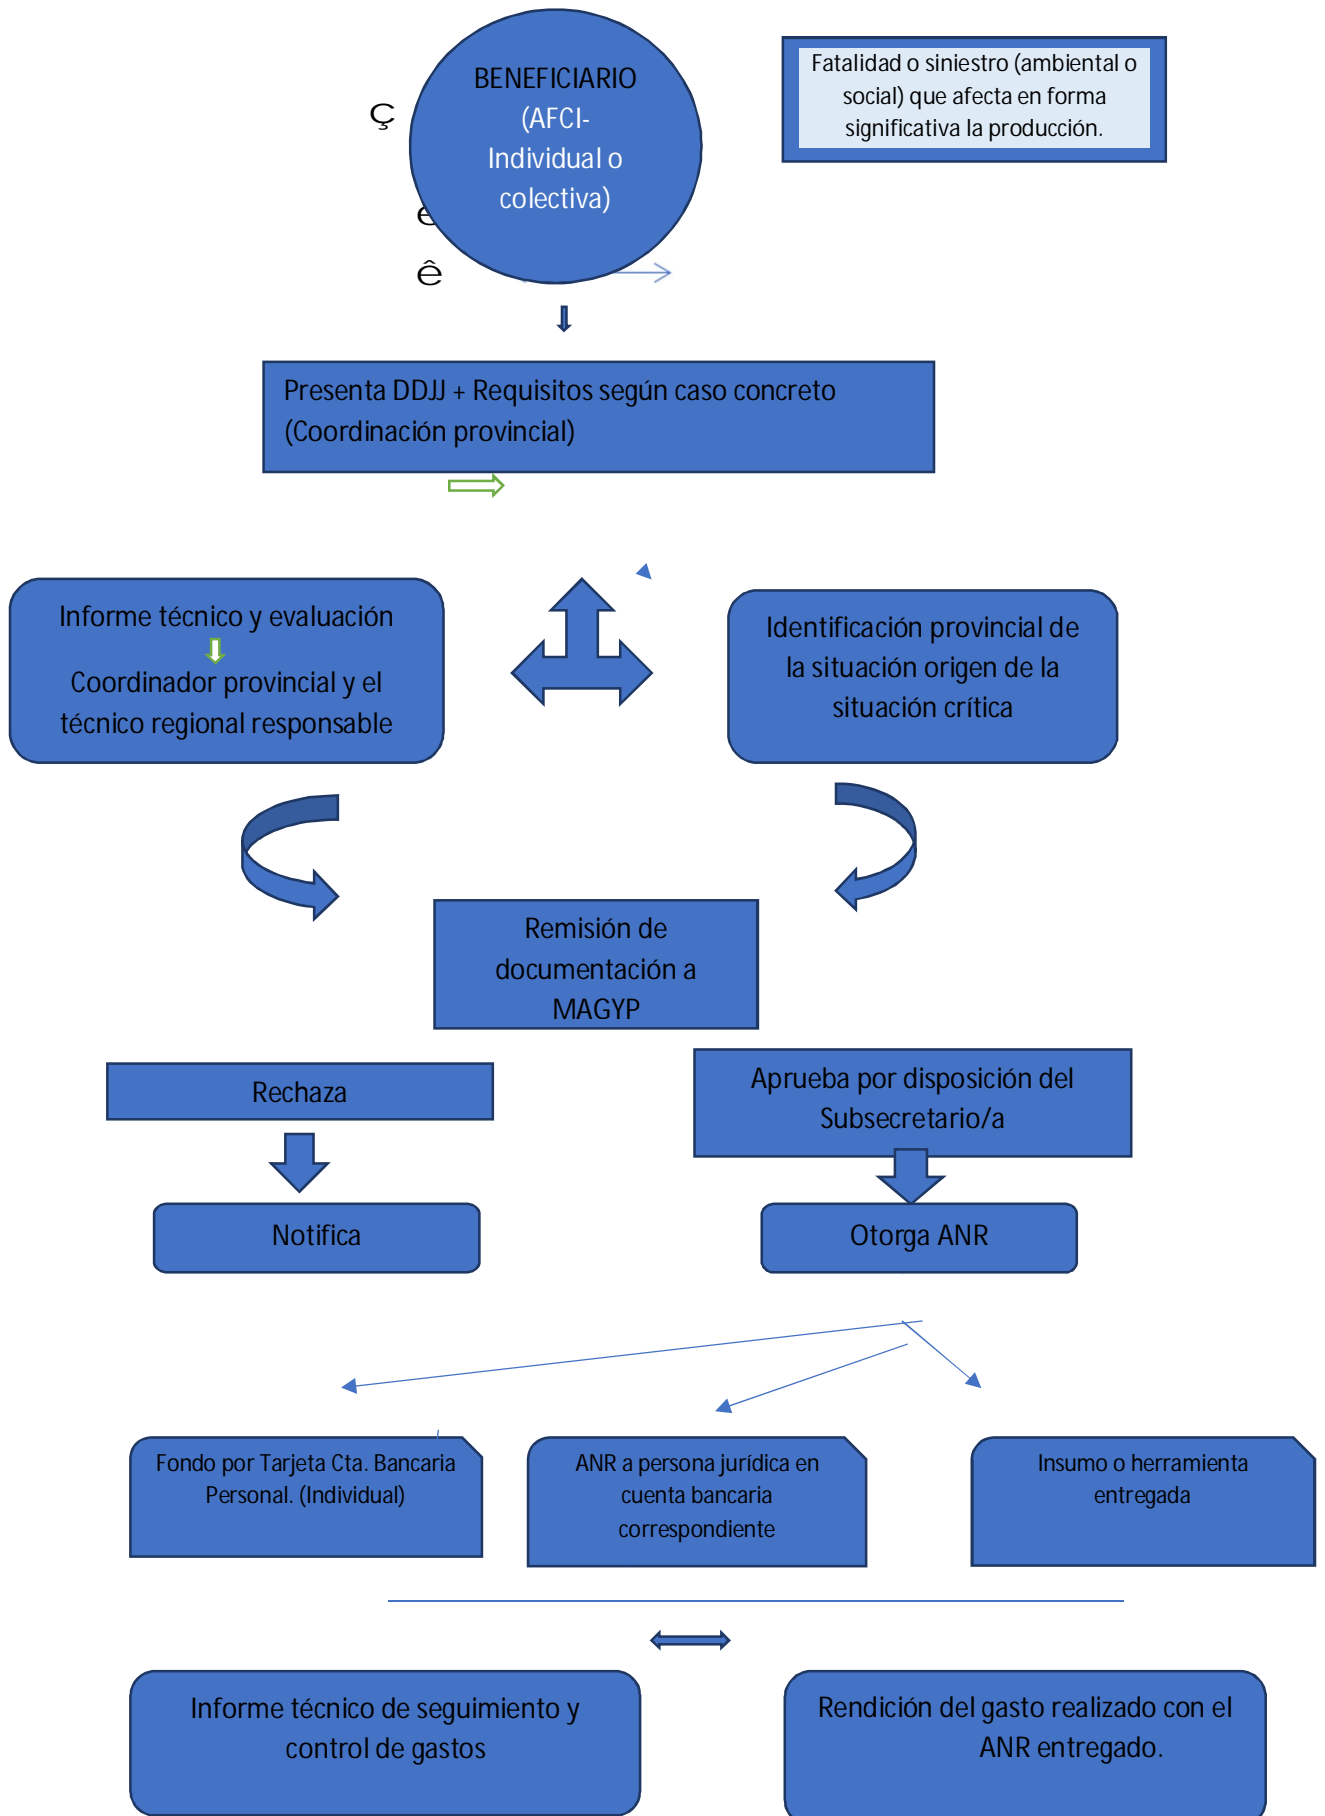 BENEFICIARIO
(AFCI-
Individual o
colectiva)
Fatalidad o siniestro (ambiental o
social) que afecta en forma
significativa la producción.
Ç
ê
Presenta DDJJ + Requisitos según caso concreto
(Coordinación provincial)
Informe técnico y evaluación
Coordinador provincial y el
técnico regional responsable
Identificación provincial de
la situación origen de la
situación crítica
Remisión de
documentación a
MAGYP
Rechaza
Aprueba por disposición del
Subsecretario/a
Notifica
Otorga ANR
Fondo por Tarjeta Cta. Bancaria
Personal. (Individual)
ANR a persona jurídica en
cuenta bancaria
correspondiente
Insumo o herramienta
entregada
Informe técnico de seguimiento y
control de gastos
Rendición del gasto realizado con el
ANR entregado.